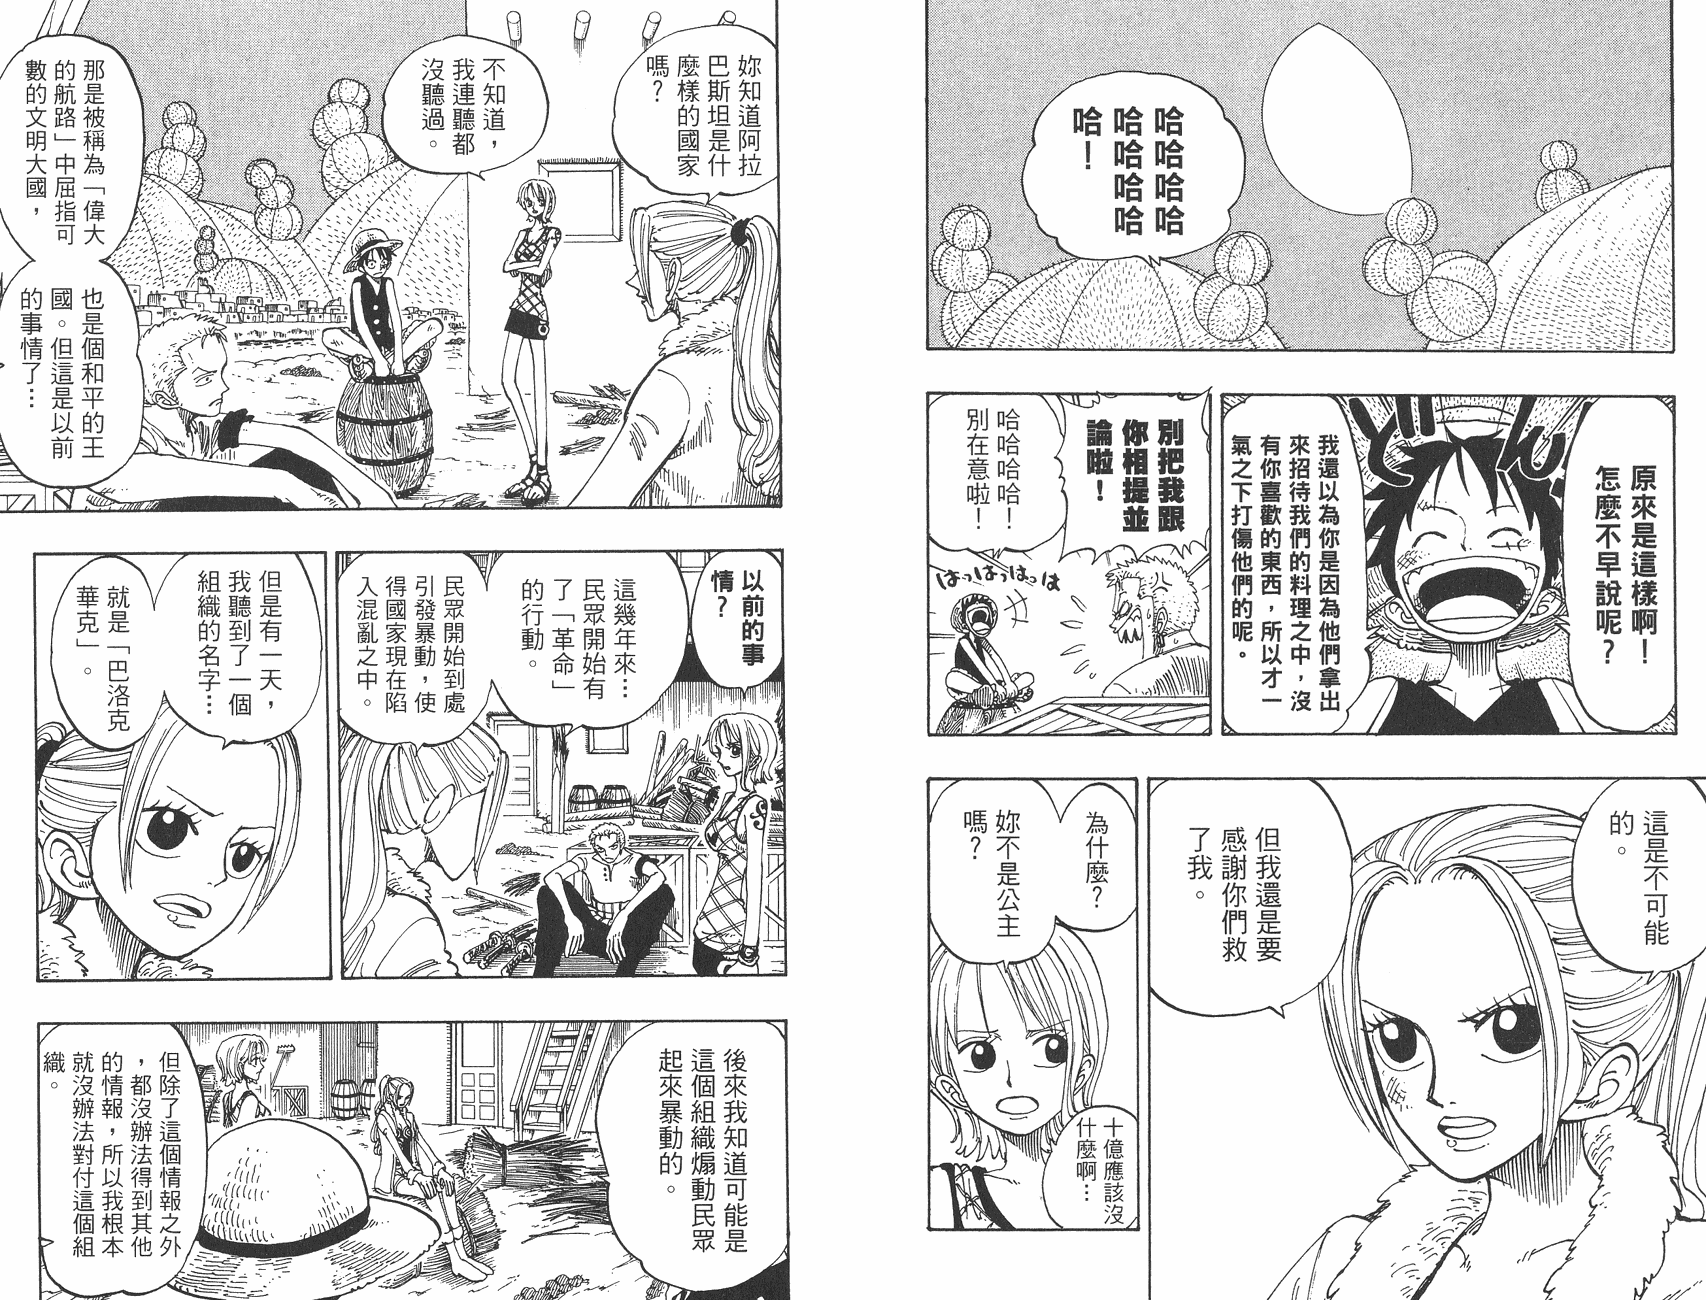 哈哈哈哈
哈哈哈哈
哈！
原來是這樣啊！
怎麼不早說呢？
我還以為你是因為他們拿出
來招待我們的料理之中，沒
有你喜歡的東西，所以才一
氣之下打傷他們的呢。
別把我跟
你相提並
論啦！
哈哈哈哈！
別在意啦！
はっはっはっは
這是不可能
的。
但我還是要
感謝你們救
了我。
為什麼？
妳不是公主
嗎？
十億應該沒
什麼啊…
妳知道阿拉
巴斯坦是什
麼樣的國家
嗎？
不知道，
我連聽都
沒聽過。
那是被稱為「偉大
的航路」中屈指可
數的文明大國，
也是個和平的王
國。但這是以前
的事情了…
以前的事
情？
這幾年來…
民眾開始有
了「革命」
的行動。
民眾開始到處
引發暴動，使
得國家現在陷
入混亂之中。
但是有一天，
我聽到了一個
組織的名字…
就是「巴洛克
華克」。
後來我知道可能是
這個組織煽動民眾
起來暴動的。
但除了這個情報之外
，都沒辦法得到其他
的情報，所以我根本
就沒辦法對付這個組
織。